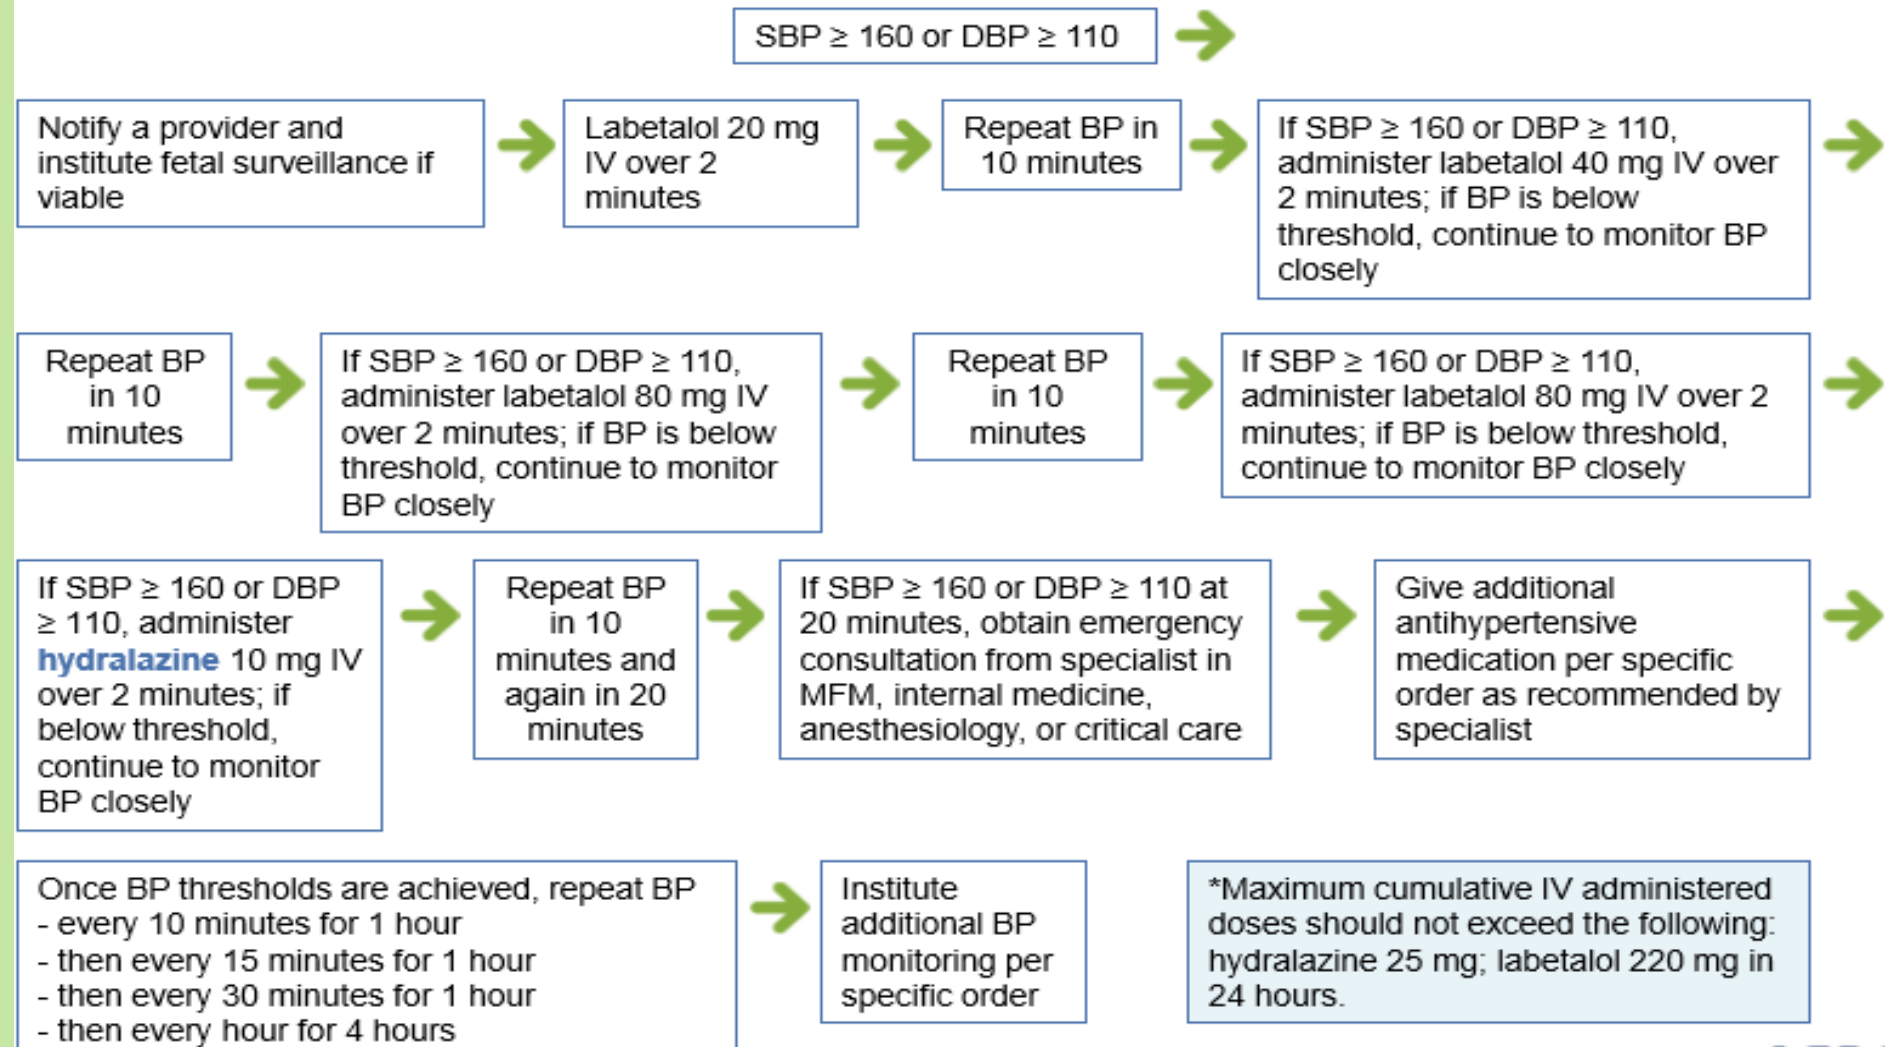 SBP ≥ 160 or DBP ≥ 110
Notify a provider and
institute fetal surveillance if
viable
Labetalol 20 mg
IV over 2
minutes
Repeat BP in
10 minutes
If SBP ≥ 160 or DBP ≥ 110,
administer labetalol 40 mg IV over
2 minutes; if BP is below
threshold, continue to monitor BP
closely
Repeat BP
in 10
minutes
If SBP ≥ 160 or DBP ≥ 110,
administer labetalol 80 mg IV
over 2 minutes; if BP is below
threshold, continue to monitor
BP closely
Repeat BP
in 10
minutes
If SBP ≥ 160 or DBP ≥ 110,
administer labetalol 80 mg IV over 2
minutes; if BP is below threshold,
continue to monitor BP closely
If SBP ≥ 160 or DBP
≥ 110, administer
hydralazine 10 mg IV
over 2 minutes; if
below threshold,
continue to monitor
BP closely
Repeat BP
in 10
minutes and
again in 20
minutes
If SBP ≥ 160 or DBP ≥ 110 at
20 minutes, obtain emergency
consultation from specialist in
MFM, internal medicine,
anesthesiology, or critical care
Give additional
antihypertensive
medication per specific
order as recommended by
specialist
Once BP thresholds are achieved, repeat BP
- every 10 minutes for 1 hour
- then every 15 minutes for 1 hour
- then every 30 minutes for 1 hour
- then every hour for 4 hours
Institute
additional BP
monitoring per
specific order
*Maximum cumulative IV administered
doses should not exceed the following:
hydralazine 25 mg; labetalol 220 mg in
24 hours.